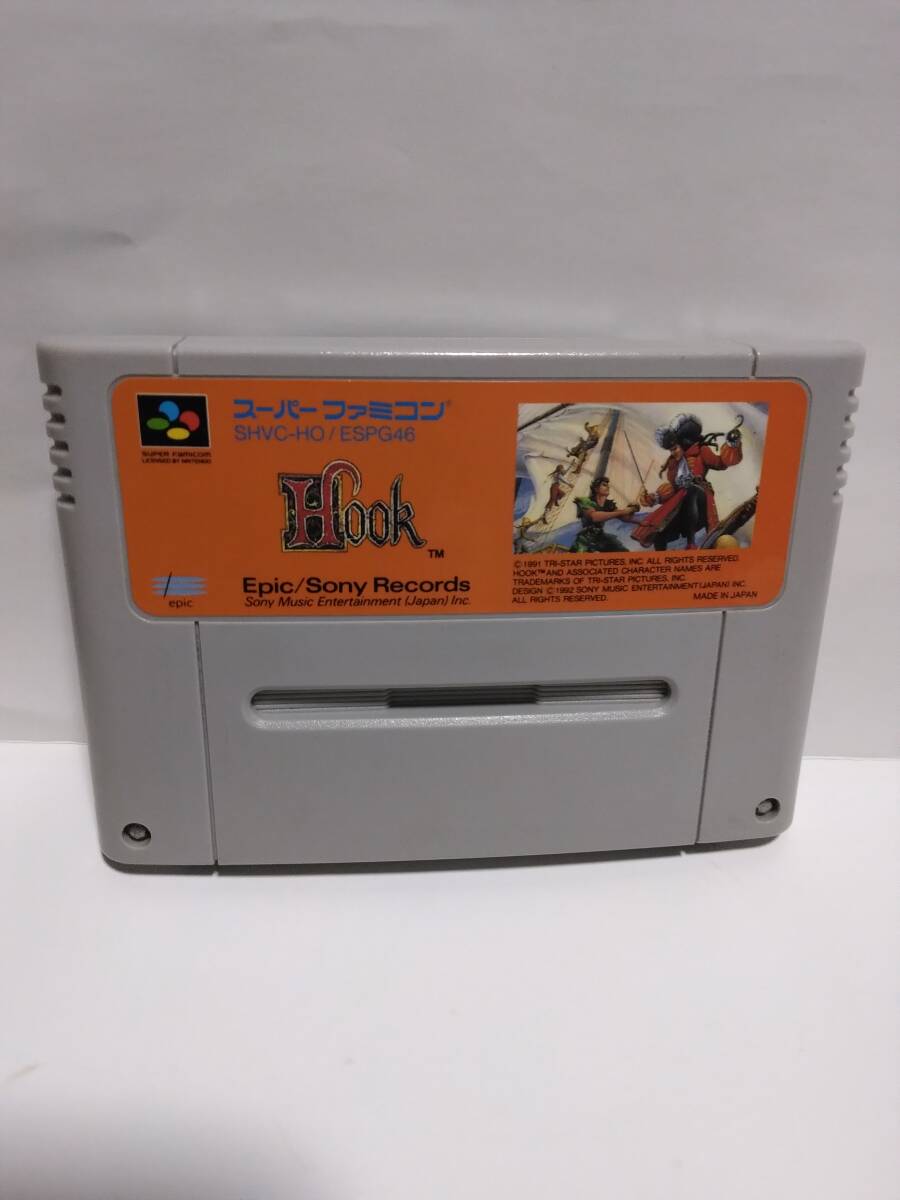 スーパーファミコン®
SHVC-HO/ESPG46
SUPER FAMICOM
LICENSED BY NINTENDO
Hook
TM
epic
Epic/Sony Records
Sony Music Entertainment (Japan) Inc.
©1991 TRI-STAR PICTURES, INC. ALL RIGHTS RESERVED.
HOOK™ AND ASSOCIATED CHARACTER NAMES ARE
TRADEMARKS OF TRI-STAR PICTURES, INC.
DESIGN ©1992 SONY MUSIC ENTERTAINMENT (JAPAN) INC.
ALL RIGHTS RESERVED.
MADE IN JAPAN